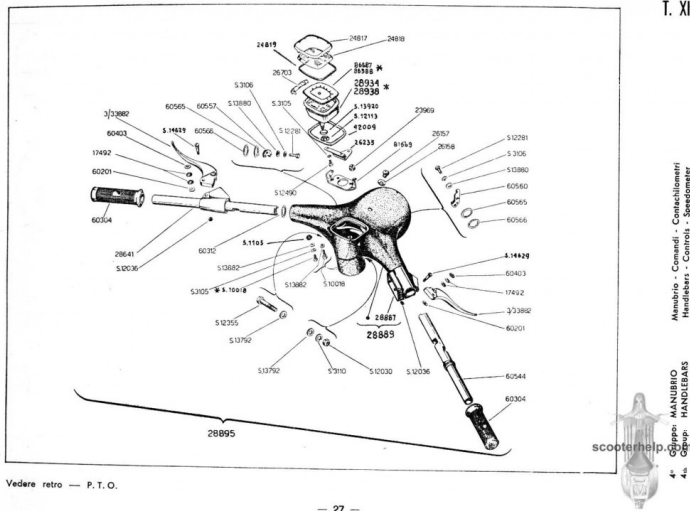 T. XI
24817
24818
24819
86687
86588 *
26703
28934
28938 *
S.3106
S.13880
60557
60565
60566
S.3105
S.13920
S.12113
42009
23969
3/33882
S.14629
60403
17492
60201
S.12281
26235
81669
26157
26158
S.12281
S.3106
S.13880
60560
60565
60566
S.12490
60304
28641
S.12036
60312
S.1105
S.13882
S.3105
* S.10018
S.13882
S.10018
S.14629
60403
17492
3/33882
60201
S.12355
S.13792
28887
28889
S.13792
S.3110
S.12030
S.12036
60544
60304
28895
Vedere retro — P. T. O.
— 27 —
Manubrio - Comandi - Contachilometri
Handlebars - Controls - Speedometer
4° Gruppo: MANUBRIO
4th Group: HANDLEBARS
scooterhelp.com